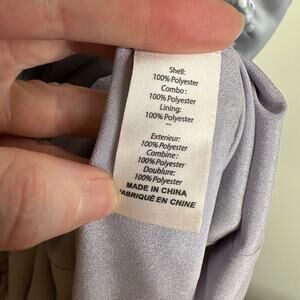 Shell:
100% Polyester
Combo:
100% Polyester
Lining:
100% Polyester
--
Exterieur:
100% Polyester
Combine:
100% Polyester
Doublure:
100% Polyester
MADE IN CHINA
FABRIQUÉ EN CHINE